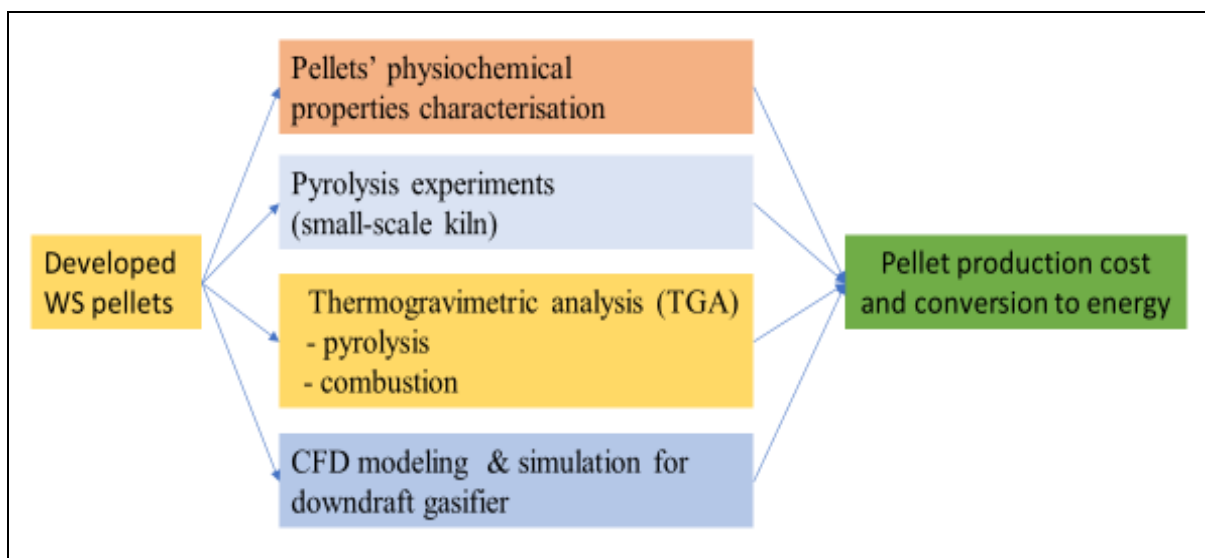 Pellets' physiochemical
properties characterisation
Pyrolysis experiments
(small-scale kiln)
Developed
WS pellets
Thermogravimetric analysis (TGA)
- pyrolysis
- combustion
Pellet production cost
and conversion to energy
CFD modeling & simulation for
downdraft gasifier